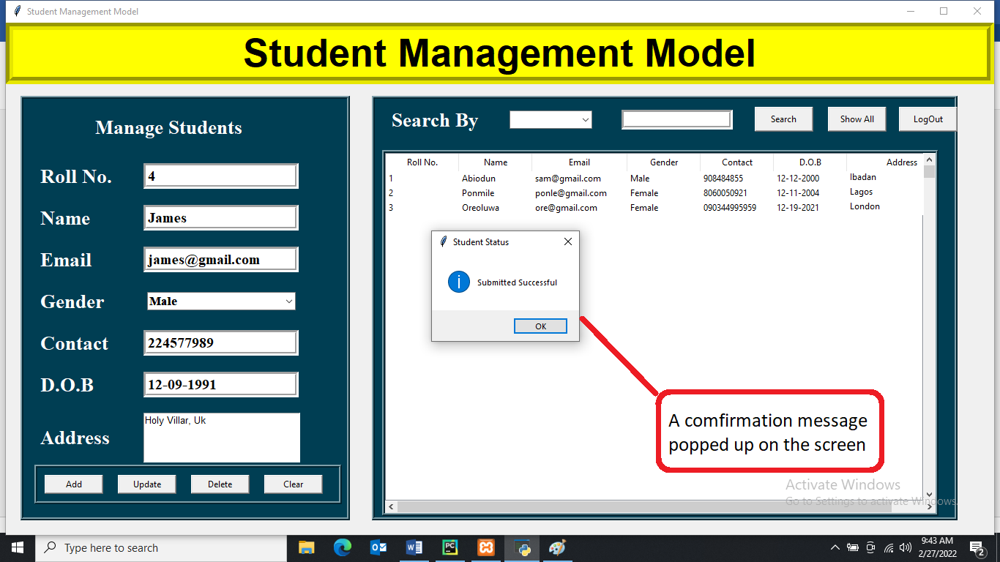 Student Management Model
Student Management Model
Manage Students
Roll No. 4
Name James
Email james@gmail.com
Gender Male
Contact 224577989
D.O.B 12-09-1991
Address Holy Villar, Uk
Add Update Delete Clear
Search By Search Show All LogOut
Roll No. Name Email Gender Contact D.O.B Address
1 Abiodun sam@gmail.com Male 908484855 12-12-2000 Ibadan
2 Ponmile ponle@gmail.com Female 8060050921 12-11-2004 Lagos
3 Oreoluwa ore@gmail.com Female 090344995959 12-19-2021 London
Student Status
Submitted Successful
OK
A comfirmation message
popped up on the screen
Activate Windows
Go to Settings to activate Windows.
Type here to search
9:43 AM
2/27/2022
2